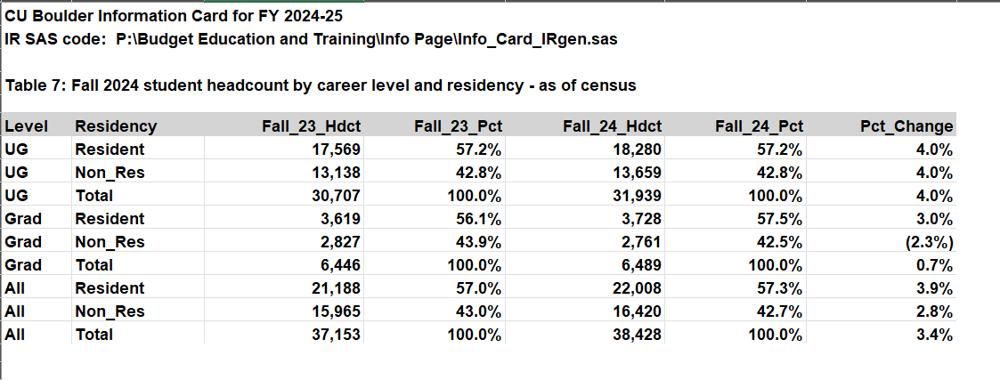 CU Boulder Information Card for FY 2024-25
IR SAS code:  P:\Budget Education and Training\Info Page\Info_Card_IRgen.sas
Table 7: Fall 2024 student headcount by career level and residency - as of census
Level Residency Fall_23_Hdct Fall_23_Pct Fall_24_Hdct Fall_24_Pct Pct_Change
UG Resident 17,569 57.2% 18,280 57.2% 4.0%
UG Non_Res 13,138 42.8% 13,659 42.8% 4.0%
UG Total 30,707 100.0% 31,939 100.0% 4.0%
Grad Resident 3,619 56.1% 3,728 57.5% 3.0%
Grad Non_Res 2,827 43.9% 2,761 42.5% (2.3%)
Grad Total 6,446 100.0% 6,489 100.0% 0.7%
All Resident 21,188 57.0% 22,008 57.3% 3.9%
All Non_Res 15,965 43.0% 16,420 42.7% 2.8%
All Total 37,153 100.0% 38,428 100.0% 3.4%